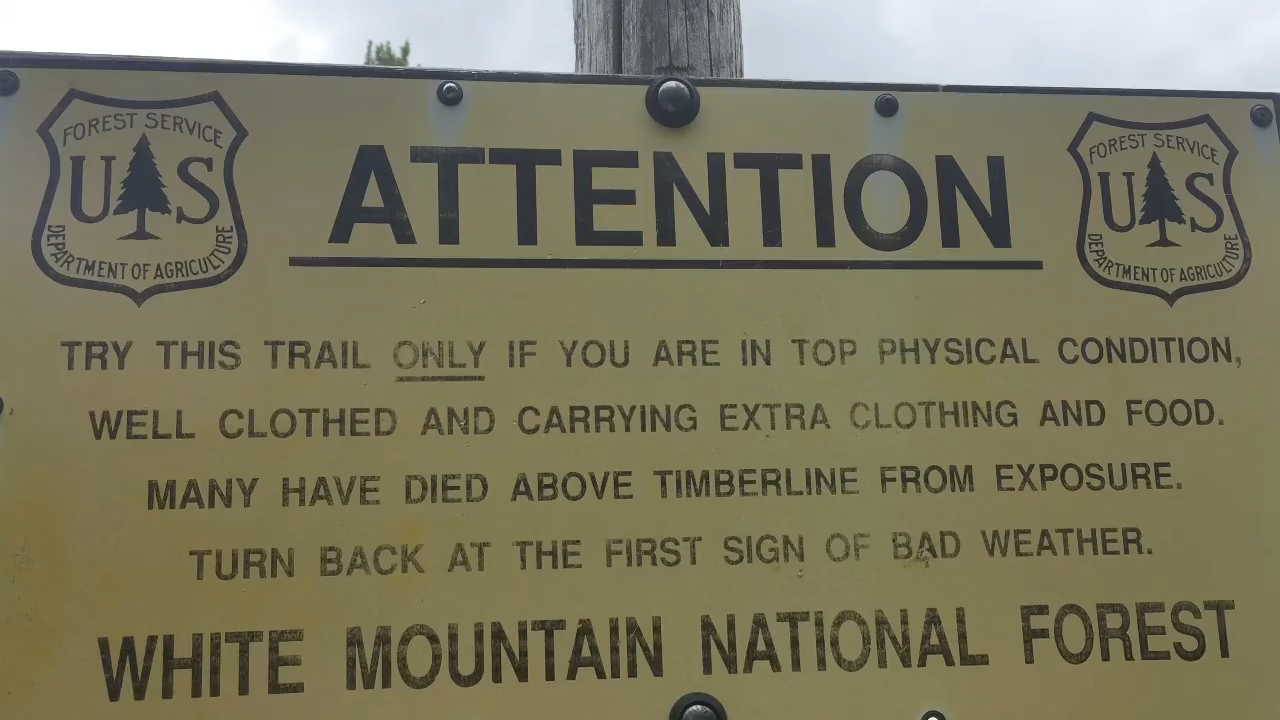 FOREST SERVICE
U S
DEPARTMENT OF AGRICULTURE
ATTENTION
FOREST SERVICE
U S
DEPARTMENT OF AGRICULTURE
TRY THIS TRAIL ONLY IF YOU ARE IN TOP PHYSICAL CONDITION,
WELL CLOTHED AND CARRYING EXTRA CLOTHING AND FOOD.
MANY HAVE DIED ABOVE TIMBERLINE FROM EXPOSURE.
TURN BACK AT THE FIRST SIGN OF BAD WEATHER.
WHITE MOUNTAIN NATIONAL FOREST